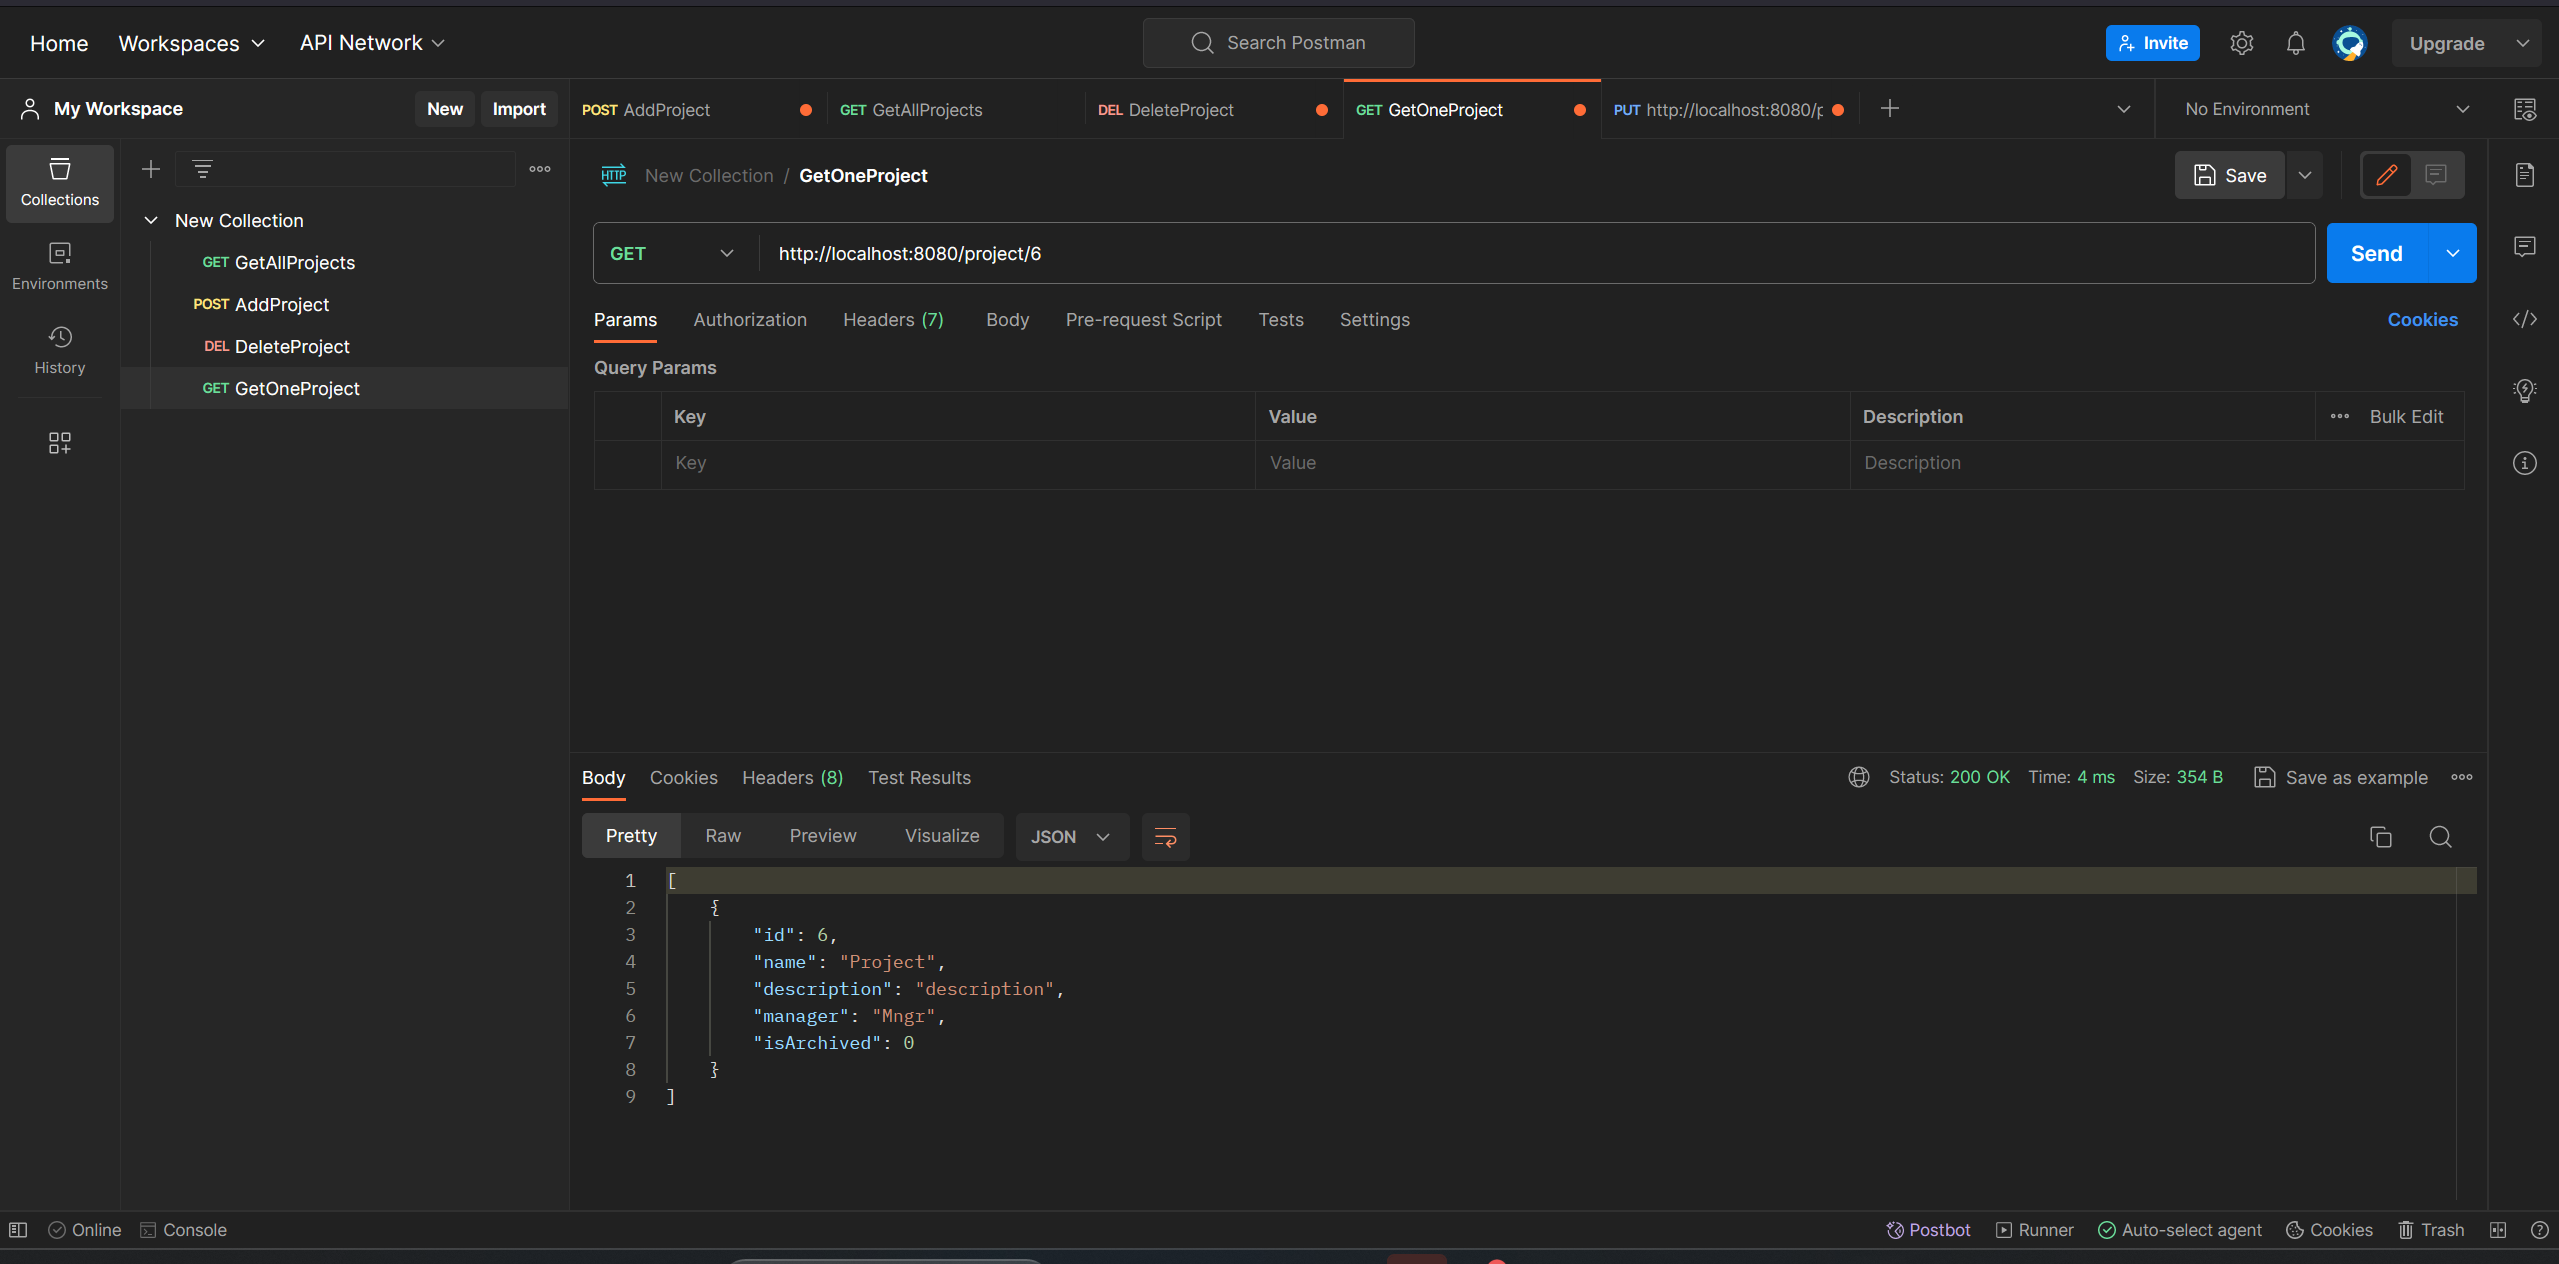 Home Workspaces API Network Search Postman Invite Upgrade
My Workspace New Import POST AddProject GET GetAllProjects DEL DeleteProject GET GetOneProject PUT http://localhost:8080/p No Environment
Collections
Environments
History
New Collection
GET GetAllProjects
POST AddProject
DEL DeleteProject
GET GetOneProject
HTTP New Collection / GetOneProject Save
GET http://localhost:8080/project/6 Send
Params Authorization Headers (7) Body Pre-request Script Tests Settings Cookies
Query Params
Key Value Description Bulk Edit
Key Value Description
Body Cookies Headers (8) Test Results Status: 200 OK Time: 4 ms Size: 354 B Save as example
Pretty Raw Preview Visualize JSON
1 [
2 {
3 "id": 6,
4 "name": "Project",
5 "description": "description",
6 "manager": "Mngr",
7 "isArchived": 0
8 }
9 ]
Online Console Postbot Runner Auto-select agent Cookies Trash